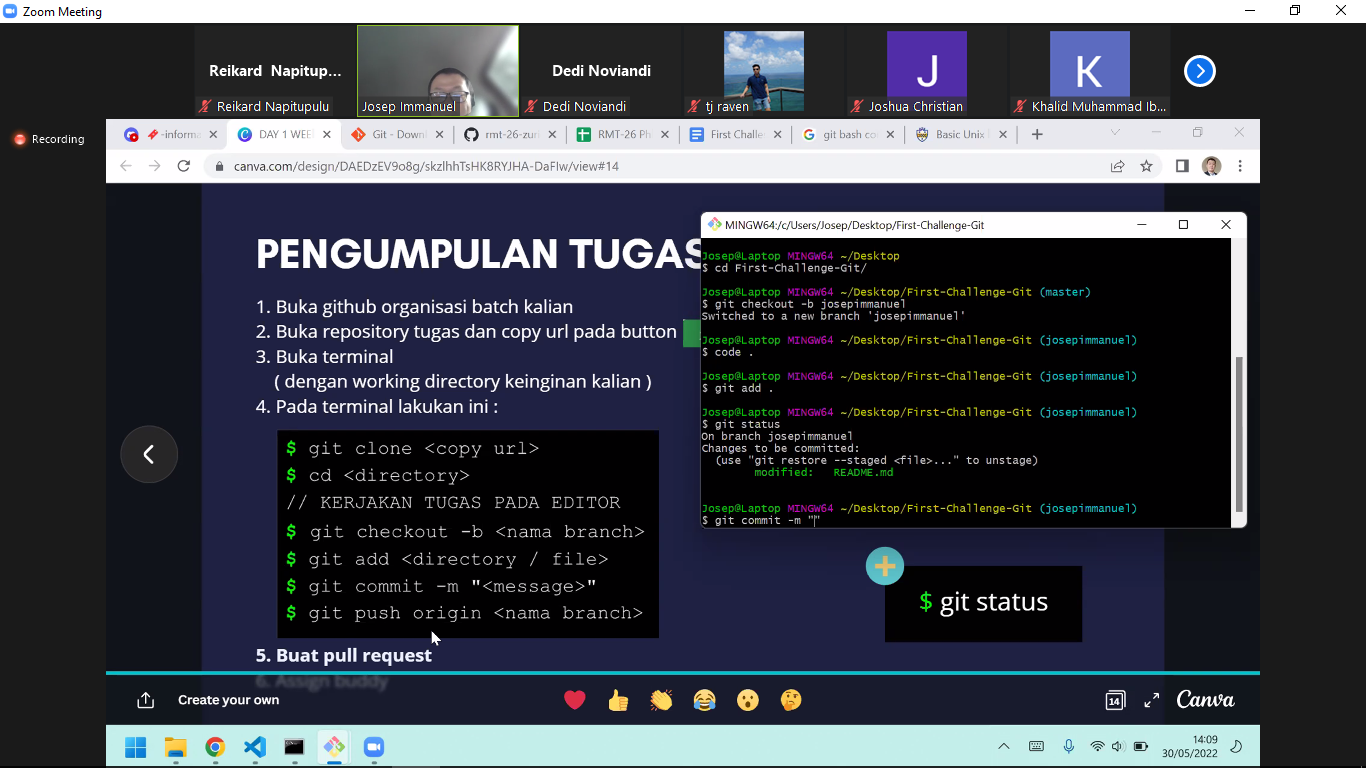 Zoom Meeting
Reikard Napitup...
Dedi Noviandi
J
K
Reikard Napitupulu
Josep Immanuel
Dedi Noviandi
tj raven
Joshua Christian
Khalid Muhammad Ib...
Recording
-informa
DAY 1 WEE
Git - Down
rmt-26-zur
RMT-26 Ph
First Challe
git bash co
Basic Unix
canva.com/design/DAEDzEV9o8g/skzlhhTsHK8RYJHA-DaFIw/view#14
PENGUMPULAN TUGAS
1. Buka github organisasi batch kalian
2. Buka repository tugas dan copy url pada button
3. Buka terminal
( dengan working directory keinginan kalian )
4. Pada terminal lakukan ini :
$ git clone <copy url>
$ cd <directory>
// KERJAKAN TUGAS PADA EDITOR
$ git checkout -b <nama branch>
$ git add <directory / file>
$ git commit -m "<message>"
$ git push origin <nama branch>
5. Buat pull request
6. Assign buddy
MINGW64:/c/Users/Josep/Desktop/First-Challenge-Git
Josep@Laptop MINGW64 ~/Desktop
$ cd First-Challenge-Git/
Josep@Laptop MINGW64 ~/Desktop/First-Challenge-Git (master)
$ git checkout -b josepimmanuel
Switched to a new branch 'josepimmanuel'
Josep@Laptop MINGW64 ~/Desktop/First-Challenge-Git (josepimmanuel)
$ code .
Josep@Laptop MINGW64 ~/Desktop/First-Challenge-Git (josepimmanuel)
$ git add .
Josep@Laptop MINGW64 ~/Desktop/First-Challenge-Git (josepimmanuel)
$ git status
On branch josepimmanuel
Changes to be committed:
(use "git restore --staged <file>..." to unstage)
modified: README.md
Josep@Laptop MINGW64 ~/Desktop/First-Challenge-Git (josepimmanuel)
$ git commit -m ""
$ git status
Create your own
14
Canva
14:09
30/05/2022